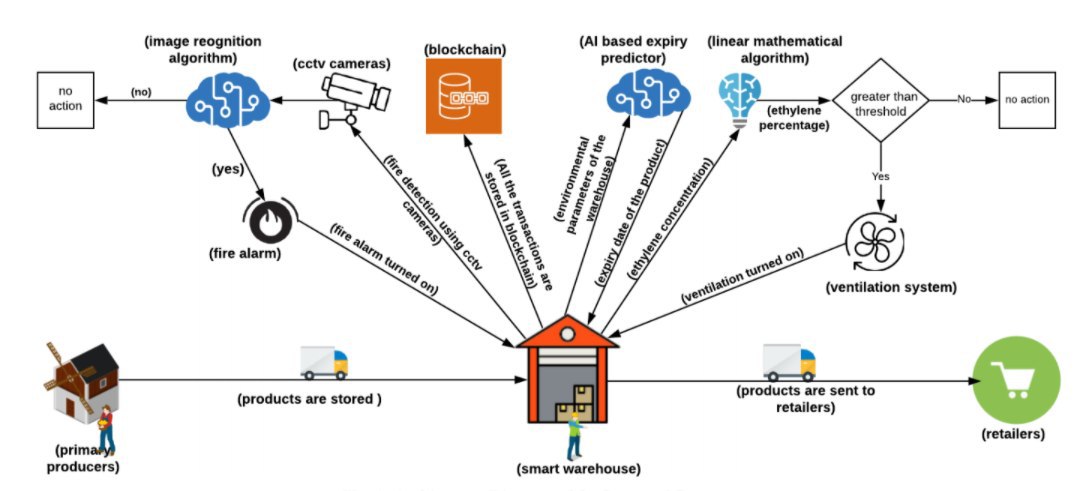 (image reognition
algorithm)
(cctv cameras)
(blockchain)
(AI based expiry
predictor)
(linear mathematical
algorithm)
no
action
(no)
(ethylene
percentage)
greater than
threshold
No
no action
(yes)
(fire alarm)
(fire alarm turned on)
(fire detection using cctv
cameras)
(All the transactions are
stored in blockchain)
(environmental
parameters of the
warehouse)
(expiry date of the product)
(ethylene concentration)
Yes
(ventilation turned on)
(ventilation system)
(products are stored )
(products are sent to
retailers)
(primary
producers)
(smart warehouse)
(retailers)